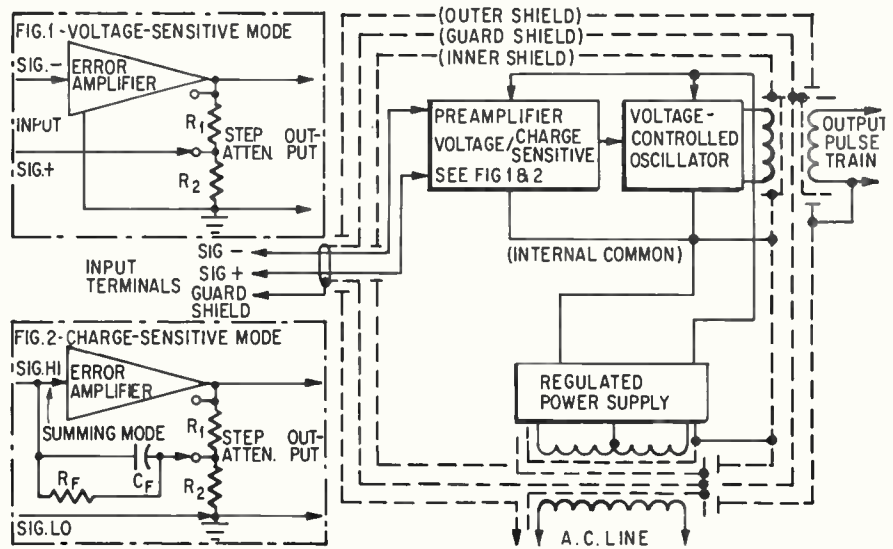 FIG.1-VOLTAGE-SENSITIVE MODE
SIG.-
ERROR
AMPLIFIER
INPUT
R1
STEP
ATTEN.
OUT-
PUT
SIG.+
R2
(OUTER SHIELD)
(GUARD SHIELD)
(INNER SHIELD)
PREAMPLIFIER
VOLTAGE/CHARGE
SENSITIVE
SEE FIG 1 & 2
VOLTAGE-
CONTROLLED
OSCILLATOR
OUTPUT
PULSE
TRAIN
(INTERNAL COMMON)
INPUT
TERMINALS
SIG -
SIG +
GUARD
SHIELD
REGULATED
POWER SUPPLY
A.C. LINE
FIG.2-CHARGE-SENSITIVE MODE
SIG.HI
ERROR
AMPLIFIER
SUMMING MODE
R1
STEP
ATTEN.
OUT-
PUT
CF
RF
R2
SIG.LO